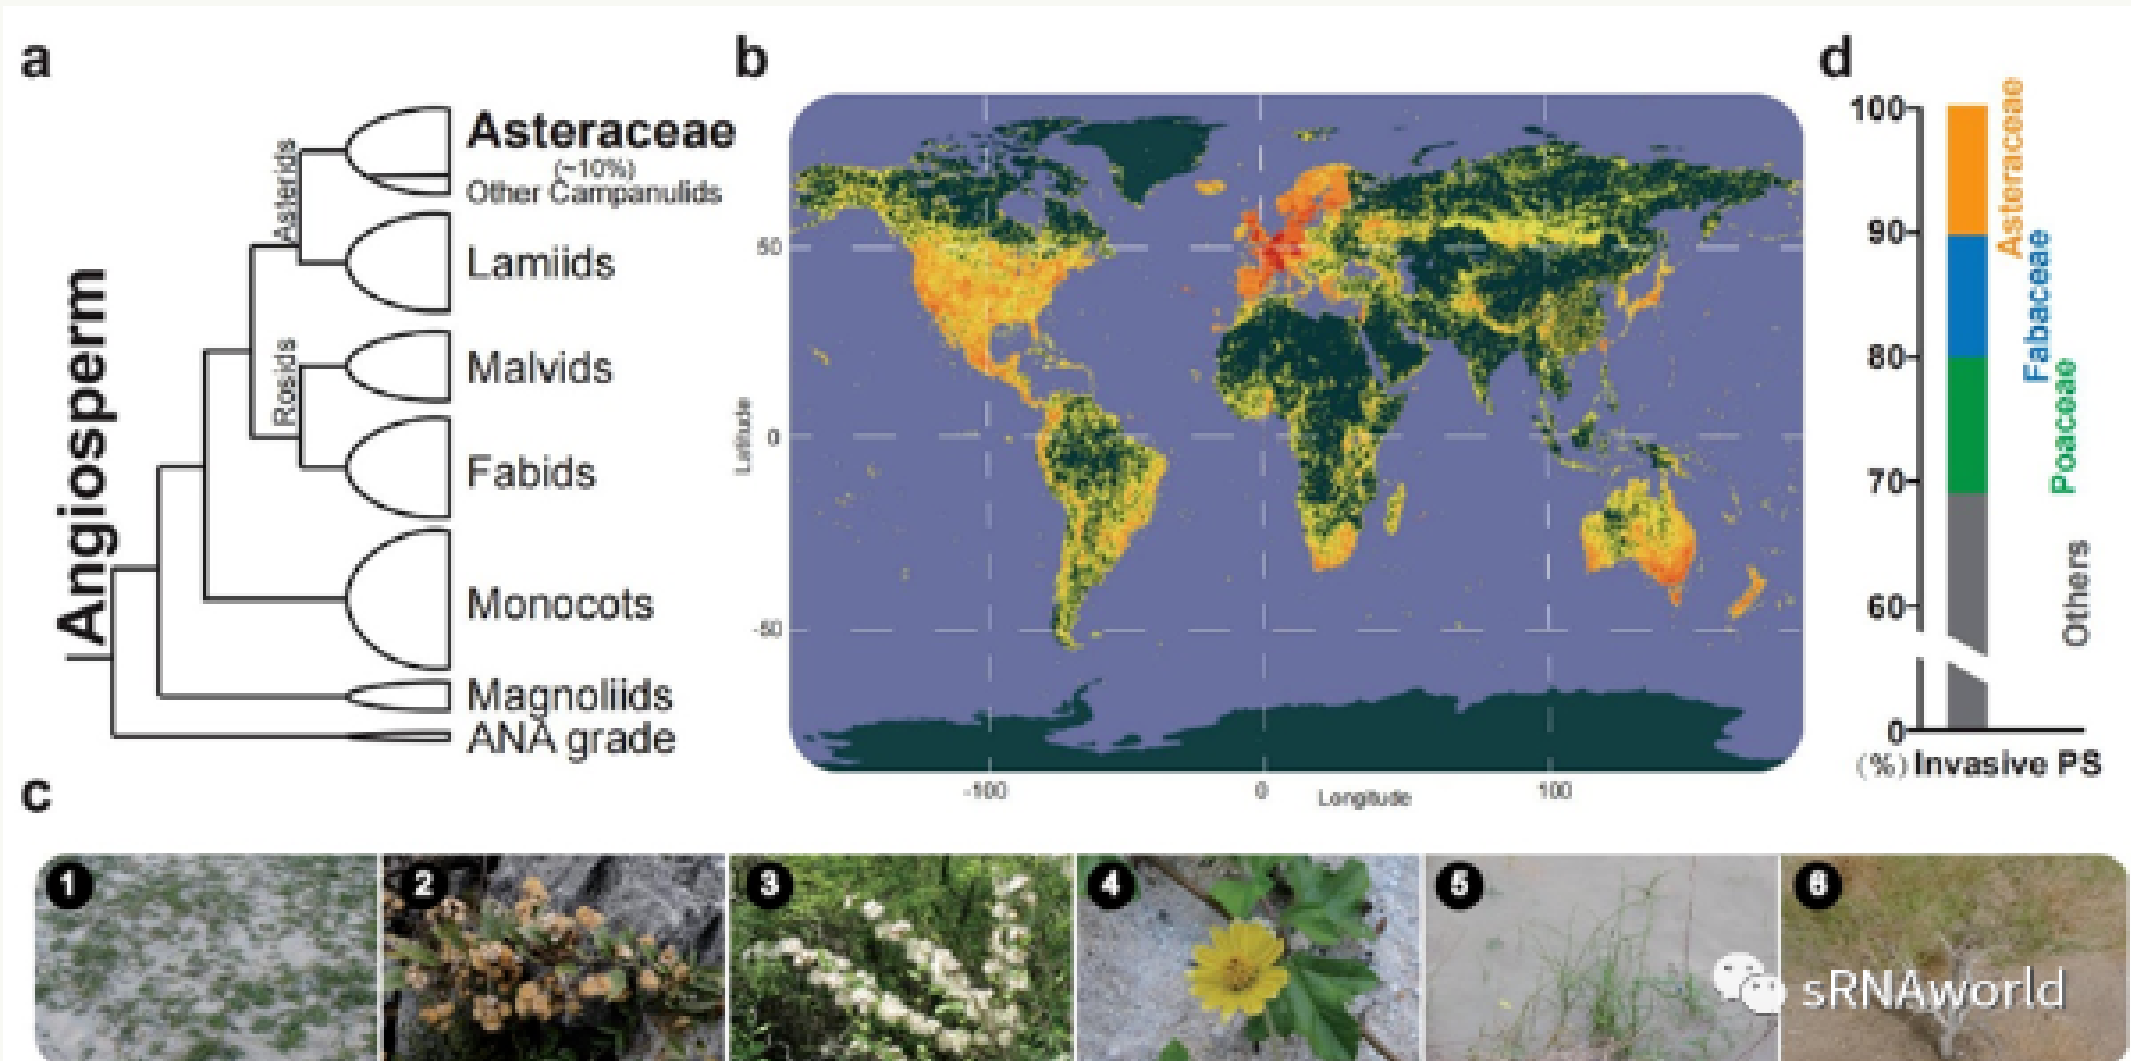 a
Angiosperm
Asterids
Rosids
Asteraceae
(~10%)
Other Campanulids
Lamiids
Malvids
Fabids
Monocots
Magnoliids
ANA grade
b
Latitude
50
0
-50
-100
0
100
Longitude
d
100
90
80
70
60
0
(%) Invasive PS
Asteraceae
Fabaceae
Poaceae
Others
c
1
2
3
4
5
6
sRNAworld